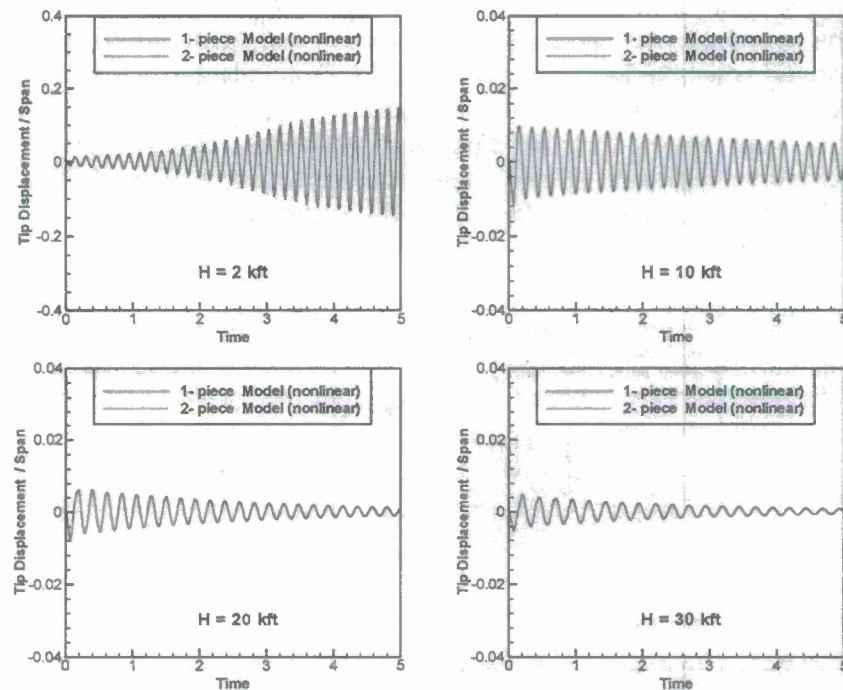 0.4
0.2
0
-0.2
-0.4
Tip Displacement / Span
1- piece Model (nonlinear)
2- piece Model (nonlinear)
H = 2 kft
0 1 2 3 4 5
Time
0.04
0.02
0
-0.02
-0.04
Tip Displacement / Span
1- piece Model (nonlinear)
2- piece Model (nonlinear)
H = 10 kft
0 1 2 3 4 5
Time
0.04
0.02
0
-0.02
-0.04
Tip Displacement / Span
1- piece Model (nonlinear)
2- piece Model (nonlinear)
H = 20 kft
0 1 2 3 4 5
Time
0.04
0.02
0
-0.02
-0.04
Tip Displacement / Span
1- piece Model (nonlinear)
2- piece Model (nonlinear)
H = 30 kft
0 1 2 3 4 5
Time